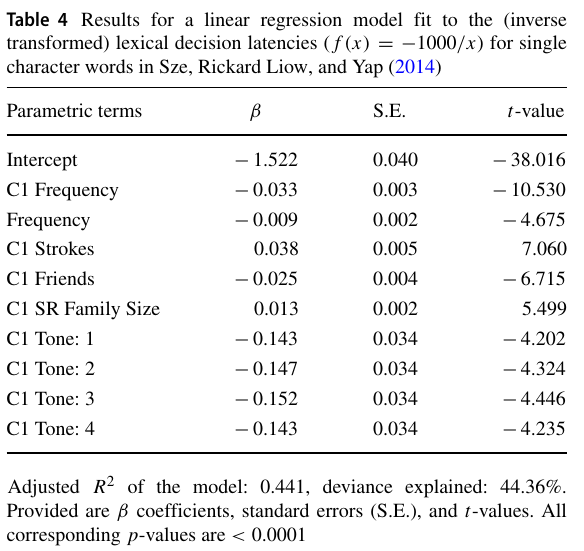 Table 4 Results for a linear regression model fit to the (inverse
transformed) lexical decision latencies (f(x) = −1000/x) for single
character words in Sze, Rickard Liow, and Yap (2014)
Parametric terms β S.E. t-value
Intercept − 1.522 0.040 − 38.016
C1 Frequency − 0.033 0.003 − 10.530
Frequency − 0.009 0.002 − 4.675
C1 Strokes 0.038 0.005 7.060
C1 Friends − 0.025 0.004 − 6.715
C1 SR Family Size 0.013 0.002 5.499
C1 Tone: 1 − 0.143 0.034 − 4.202
C1 Tone: 2 − 0.147 0.034 − 4.324
C1 Tone: 3 − 0.152 0.034 − 4.446
C1 Tone: 4 − 0.143 0.034 − 4.235
Adjusted R² of the model: 0.441, deviance explained: 44.36%.
Provided are β coefficients, standard errors (S.E.), and t-values. All
corresponding p-values are < 0.0001